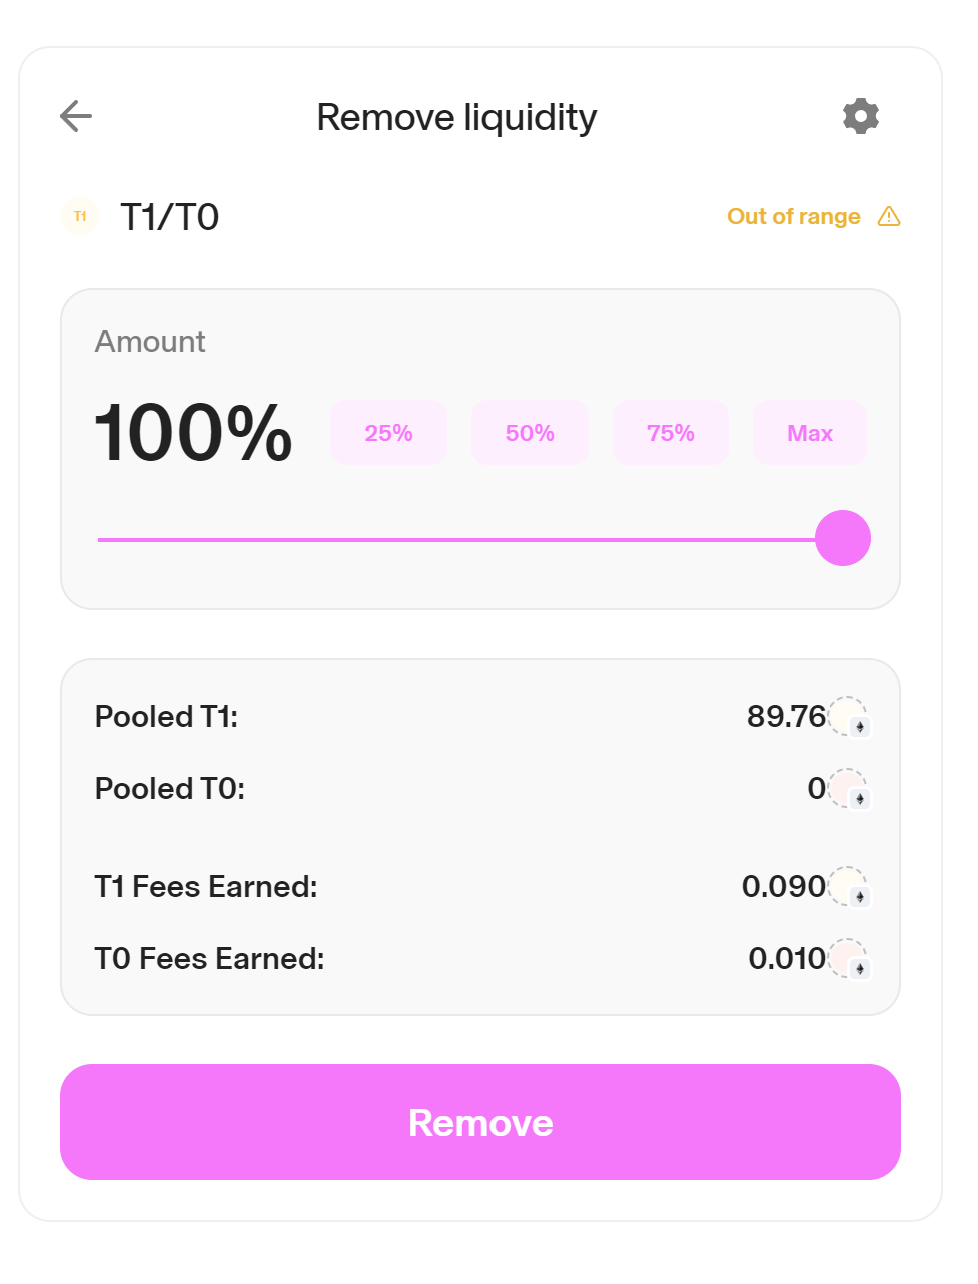 Remove liquidity
T1 T1/T0 Out of range
Amount
100% 25% 50% 75% Max
Pooled T1: 89.76
Pooled T0: 0
T1 Fees Earned: 0.090
T0 Fees Earned: 0.010
Remove